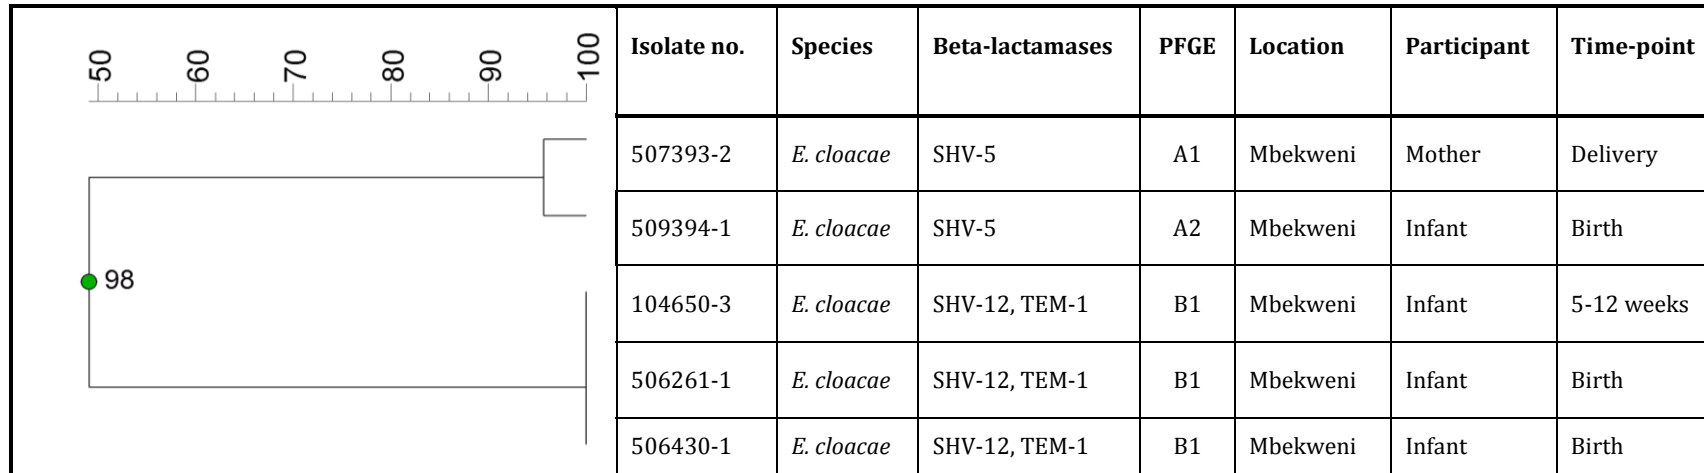 50 60 70 80 90 100
Isolate no. Species Beta-lactamases PFGE Location Participant Time-point
507393-2 E. cloacae SHV-5 A1 Mbekweni Mother Delivery
509394-1 E. cloacae SHV-5 A2 Mbekweni Infant Birth
98
104650-3 E. cloacae SHV-12, TEM-1 B1 Mbekweni Infant 5-12 weeks
506261-1 E. cloacae SHV-12, TEM-1 B1 Mbekweni Infant Birth
506430-1 E. cloacae SHV-12, TEM-1 B1 Mbekweni Infant Birth